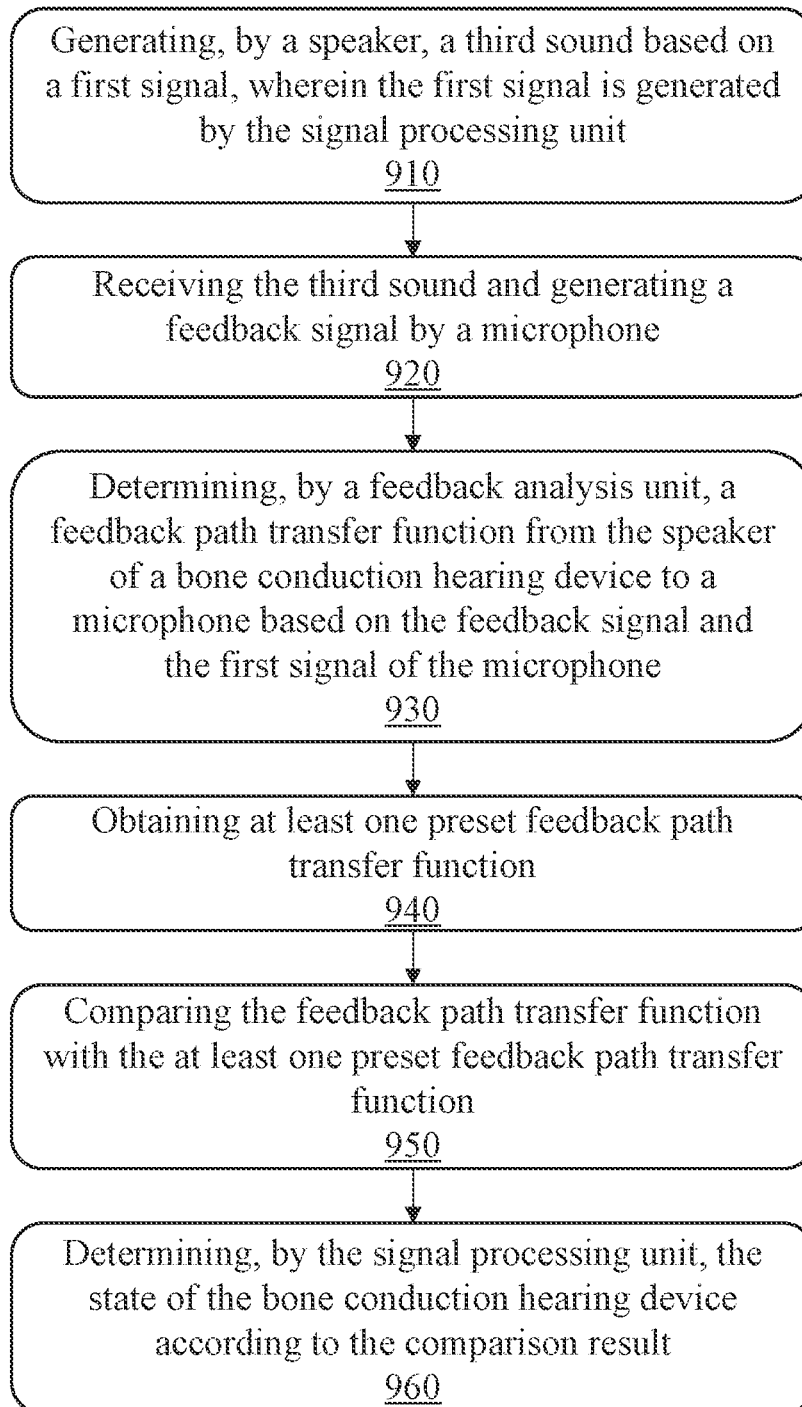 Generating, by a speaker, a third sound based on
a first signal, wherein the first signal is generated
by the signal processing unit
910
Receiving the third sound and generating a
feedback signal by a microphone
920
Determining, by a feedback analysis unit, a
feedback path transfer function from the speaker
of a bone conduction hearing device to a
microphone based on the feedback signal and
the first signal of the microphone
930
Obtaining at least one preset feedback path
transfer function
940
Comparing the feedback path transfer function
with the at least one preset feedback path transfer
function
950
Determining, by the signal processing unit, the
state of the bone conduction hearing device
according to the comparison result
960